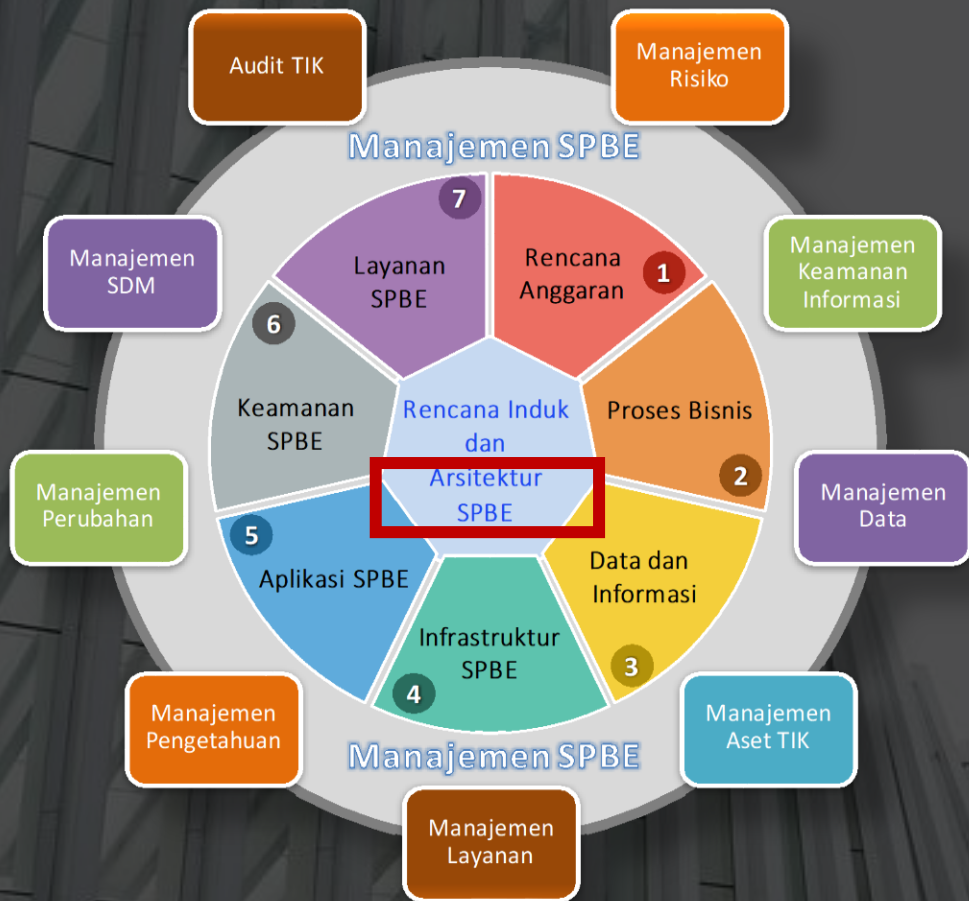 Audit TIK
Manajemen
Risiko
Manajemen SPBE
Manajemen
SDM
Manajemen
Keamanan
Informasi
7
Layanan
SPBE
Rencana
Anggaran
1
6
Keamanan
SPBE
Rencana Induk
dan
Arsitektur
SPBE
Proses Bisnis
2
Manajemen
Perubahan
Manajemen
Data
5
Aplikasi SPBE
Data dan
Informasi
3
Infrastruktur
SPBE
4
Manajemen
Pengetahuan
Manajemen
Aset TIK
Manajemen SPBE
Manajemen
Layanan